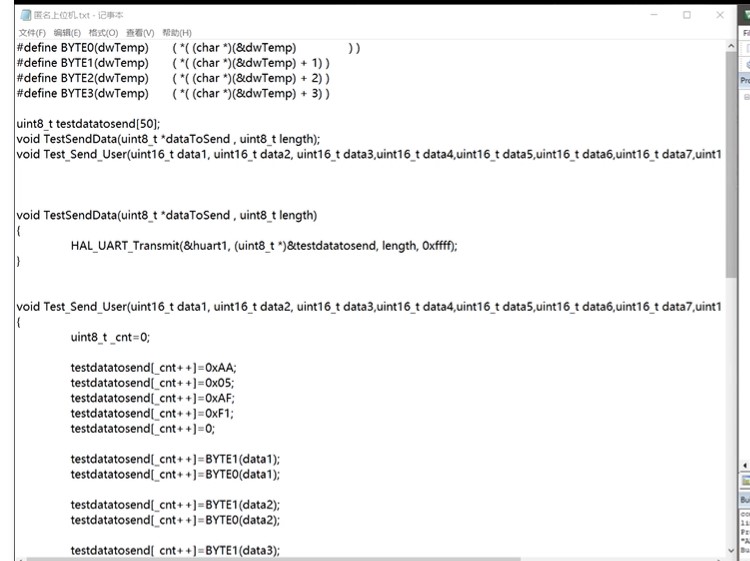 匿名上位机.txt - 记事本
文件(F) 编辑(E) 格式(O) 查看(V) 帮助(H)
#define BYTE0(dwTemp) ( *( (char *)(&dwTemp) ) )
#define BYTE1(dwTemp) ( *( (char *)(&dwTemp) + 1) )
#define BYTE2(dwTemp) ( *( (char *)(&dwTemp) + 2) )
#define BYTE3(dwTemp) ( *( (char *)(&dwTemp) + 3) )
uint8_t testdatatosend[50];
void TestSendData(uint8_t *dataToSend , uint8_t length);
void Test_Send_User(uint16_t data1, uint16_t data2, uint16_t data3,uint16_t data4,uint16_t data5,uint16_t data6,uint16_t data7,uint1
void TestSendData(uint8_t *dataToSend , uint8_t length)
{
HAL_UART_Transmit(&huart1, (uint8_t *)&testdatatosend, length, 0xffff);
}
void Test_Send_User(uint16_t data1, uint16_t data2, uint16_t data3,uint16_t data4,uint16_t data5,uint16_t data6,uint16_t data7,uint1
{
uint8_t _cnt=0;
testdatatosend[_cnt++]=0xAA;
testdatatosend[_cnt++]=0x05;
testdatatosend[_cnt++]=0xAF;
testdatatosend[_cnt++]=0xF1;
testdatatosend[_cnt++]=0;
testdatatosend[_cnt++]=BYTE1(data1);
testdatatosend[_cnt++]=BYTE0(data1);
testdatatosend[_cnt++]=BYTE1(data2);
testdatatosend[_cnt++]=BYTE0(data2);
testdatatosend[_cnt++]=BYTE1(data3);